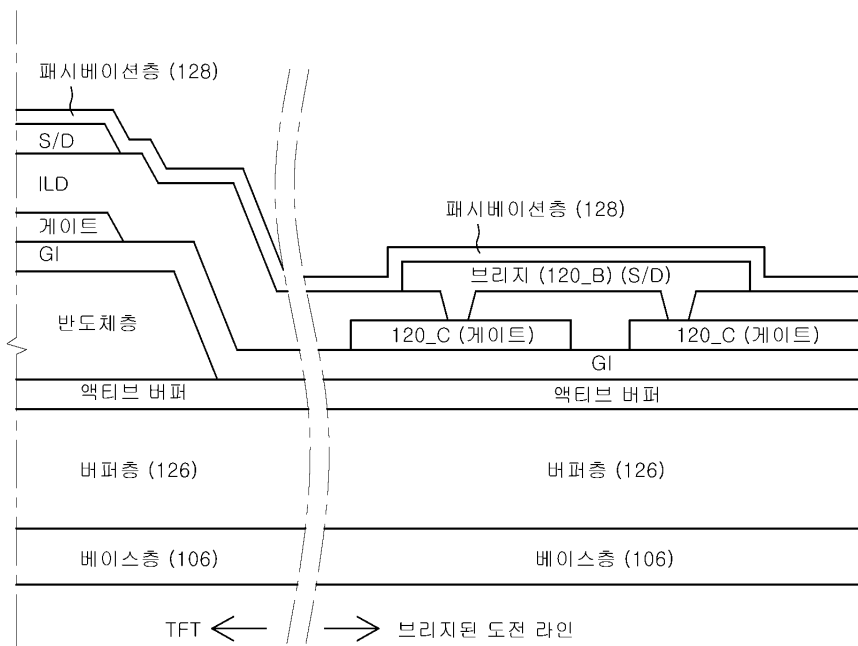 패시베이션층 (128)
S/D
ILD
게이트
GI
반도체층
액티브 버퍼
버퍼층 (126)
베이스층 (106)
TFT
패시베이션층 (128)
브리지 (120_B) (S/D)
120_C (게이트)
120_C (게이트)
GI
액티브 버퍼
버퍼층 (126)
베이스층 (106)
브리지된 도전 라인